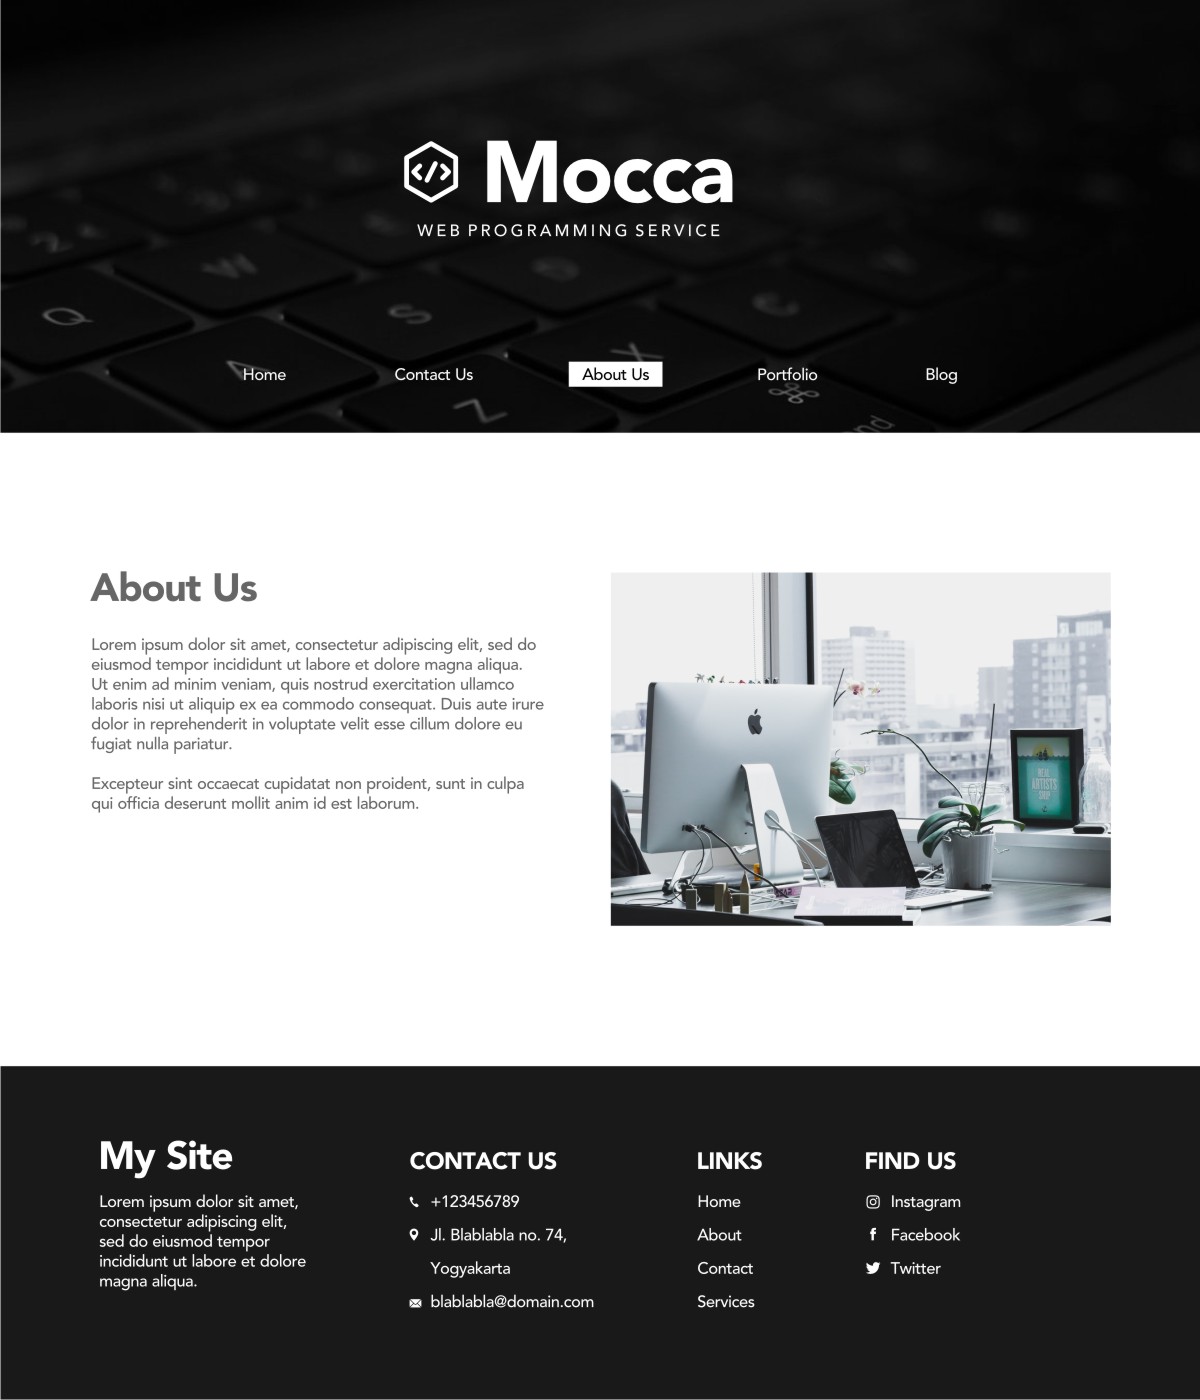 Mocca
WEB PROGRAMMING SERVICE
Home
Contact Us
About Us
Portfolio
Blog
About Us
Lorem ipsum dolor sit amet, consectetur adipiscing elit, sed do
eiusmod tempor incididunt ut labore et dolore magna aliqua.
Ut enim ad minim veniam, quis nostrud exercitation ullamco
laboris nisi ut aliquip ex ea commodo consequat. Duis aute irure
dolor in reprehenderit in voluptate velit esse cillum dolore eu
fugiat nulla pariatur.
Excepteur sint occaecat cupidatat non proident, sunt in culpa
qui officia deserunt mollit anim id est laborum.
REAL
ARTISTS
SHIP
My Site
Lorem ipsum dolor sit amet,
consectetur adipiscing elit,
sed do eiusmod tempor
incididunt ut labore et dolore
magna aliqua.
CONTACT US
+123456789
Jl. Blablabla no. 74,
Yogyakarta
blablabla@domain.com
LINKS
Home
About
Contact
Services
FIND US
Instagram
Facebook
Twitter